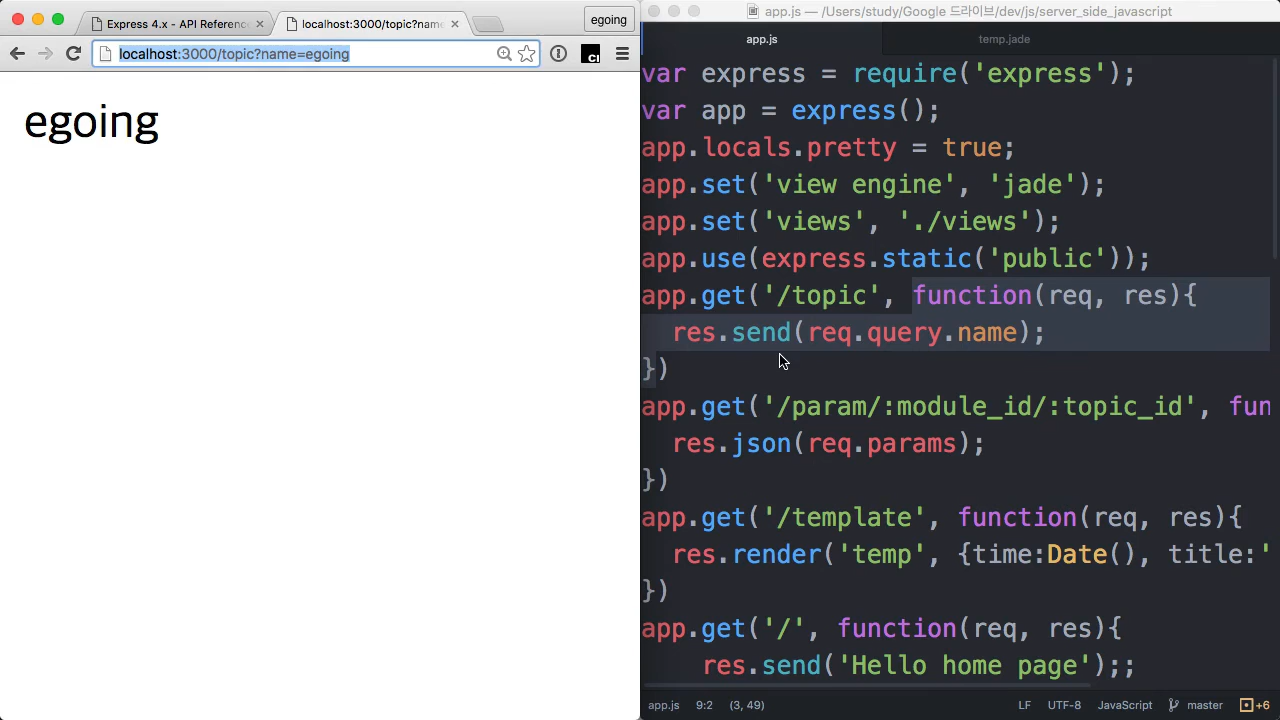 Express 4.x - API Referenc
localhost:3000/topic?name
egoing
localhost:3000/topic?name=egoing
egoing
app.js — /Users/study/Google 드라이브/dev/js/server_side_javascript
app.js
temp.jade
var express = require('express');
var app = express();
app.locals.pretty = true;
app.set('view engine', 'jade');
app.set('views', './views');
app.use(express.static('public'));
app.get('/topic', function(req, res){
res.send(req.query.name);
})
app.get('/param/:module_id/:topic_id', fun
res.json(req.params);
})
app.get('/template', function(req, res){
res.render('temp', {time:Date(), title:'
})
app.get('/', function(req, res){
res.send('Hello home page');;
app.js 9:2 (3, 49) LF UTF-8 JavaScript master +6